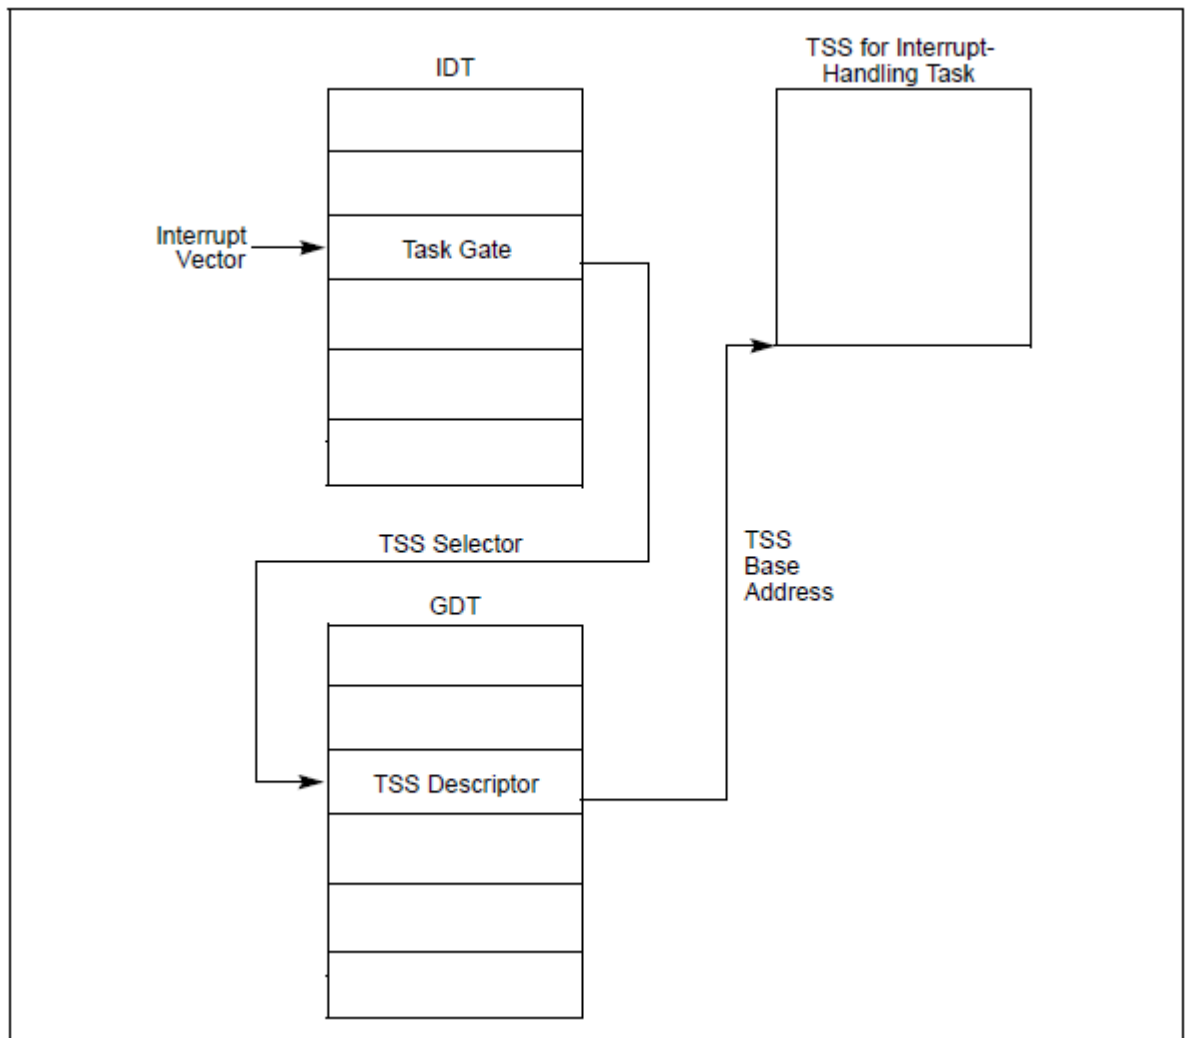 IDT
TSS for Interrupt-
Handling Task
Interrupt
Vector
Task Gate
TSS Selector
TSS
Base
Address
GDT
TSS Descriptor